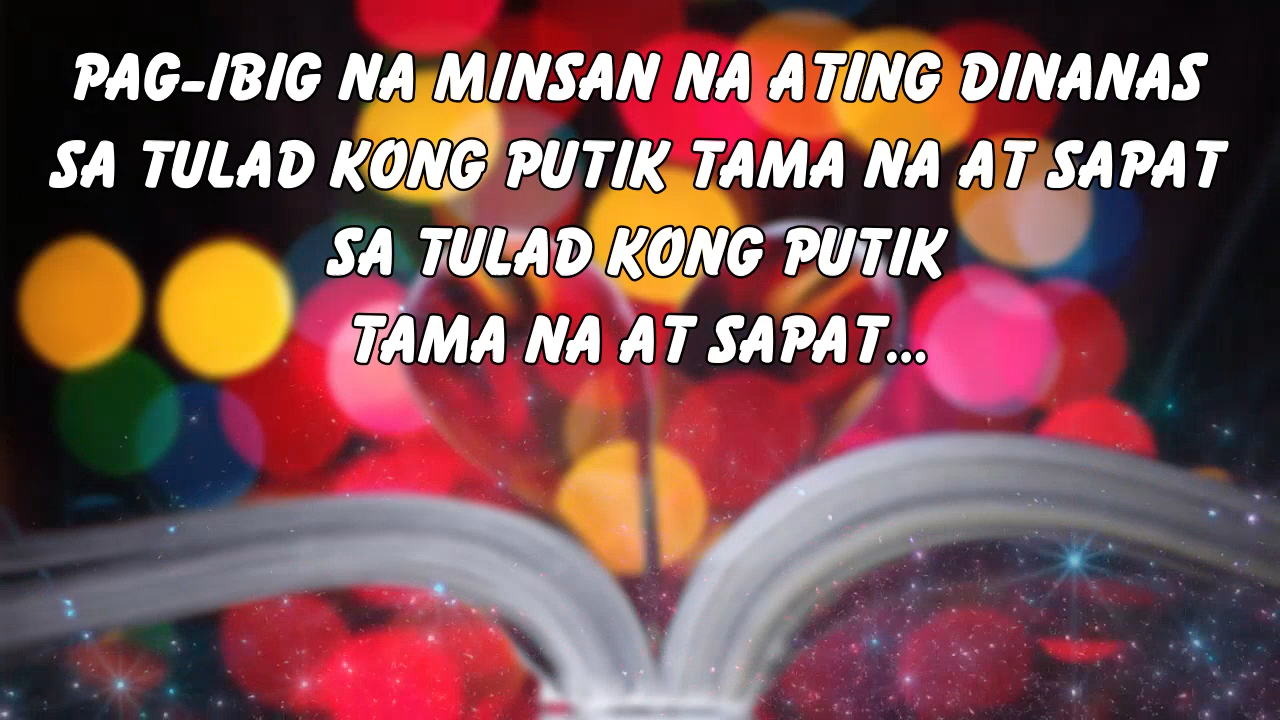 PAG-IBIG NA MINSAN NA ATING DINANAS
SA TULAD KONG PUTIK TAMA NA AT SAPAT
SA TULAD KONG PUTIK
TAMA NA AT SAPAT...